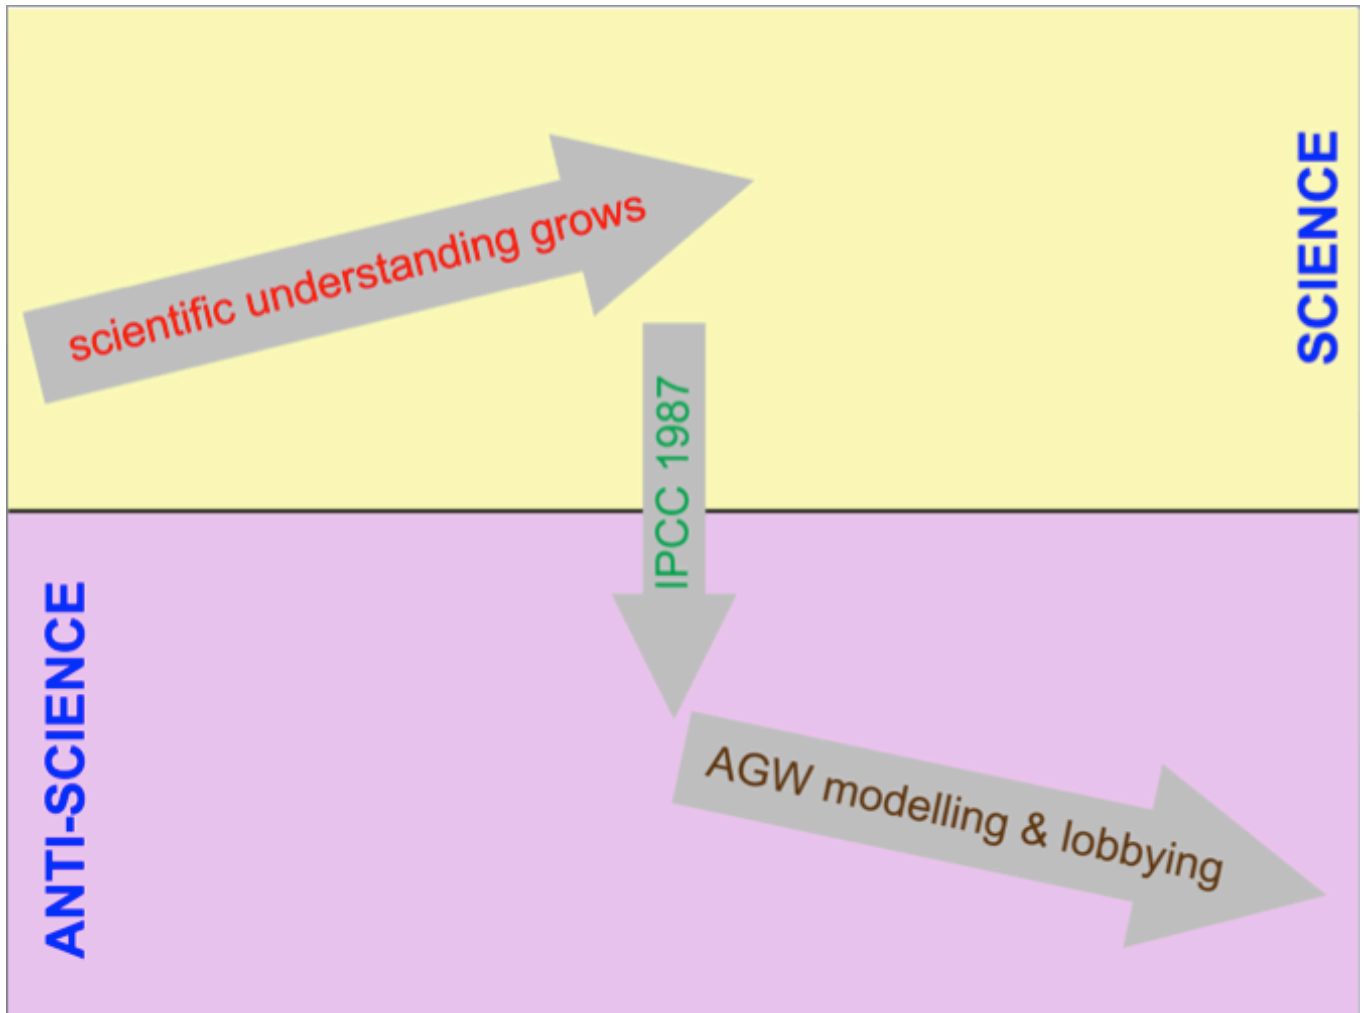 SCIENCE
scientific understanding grows
IPCC 1987
ANTI-SCIENCE
AGW modelling & lobbying